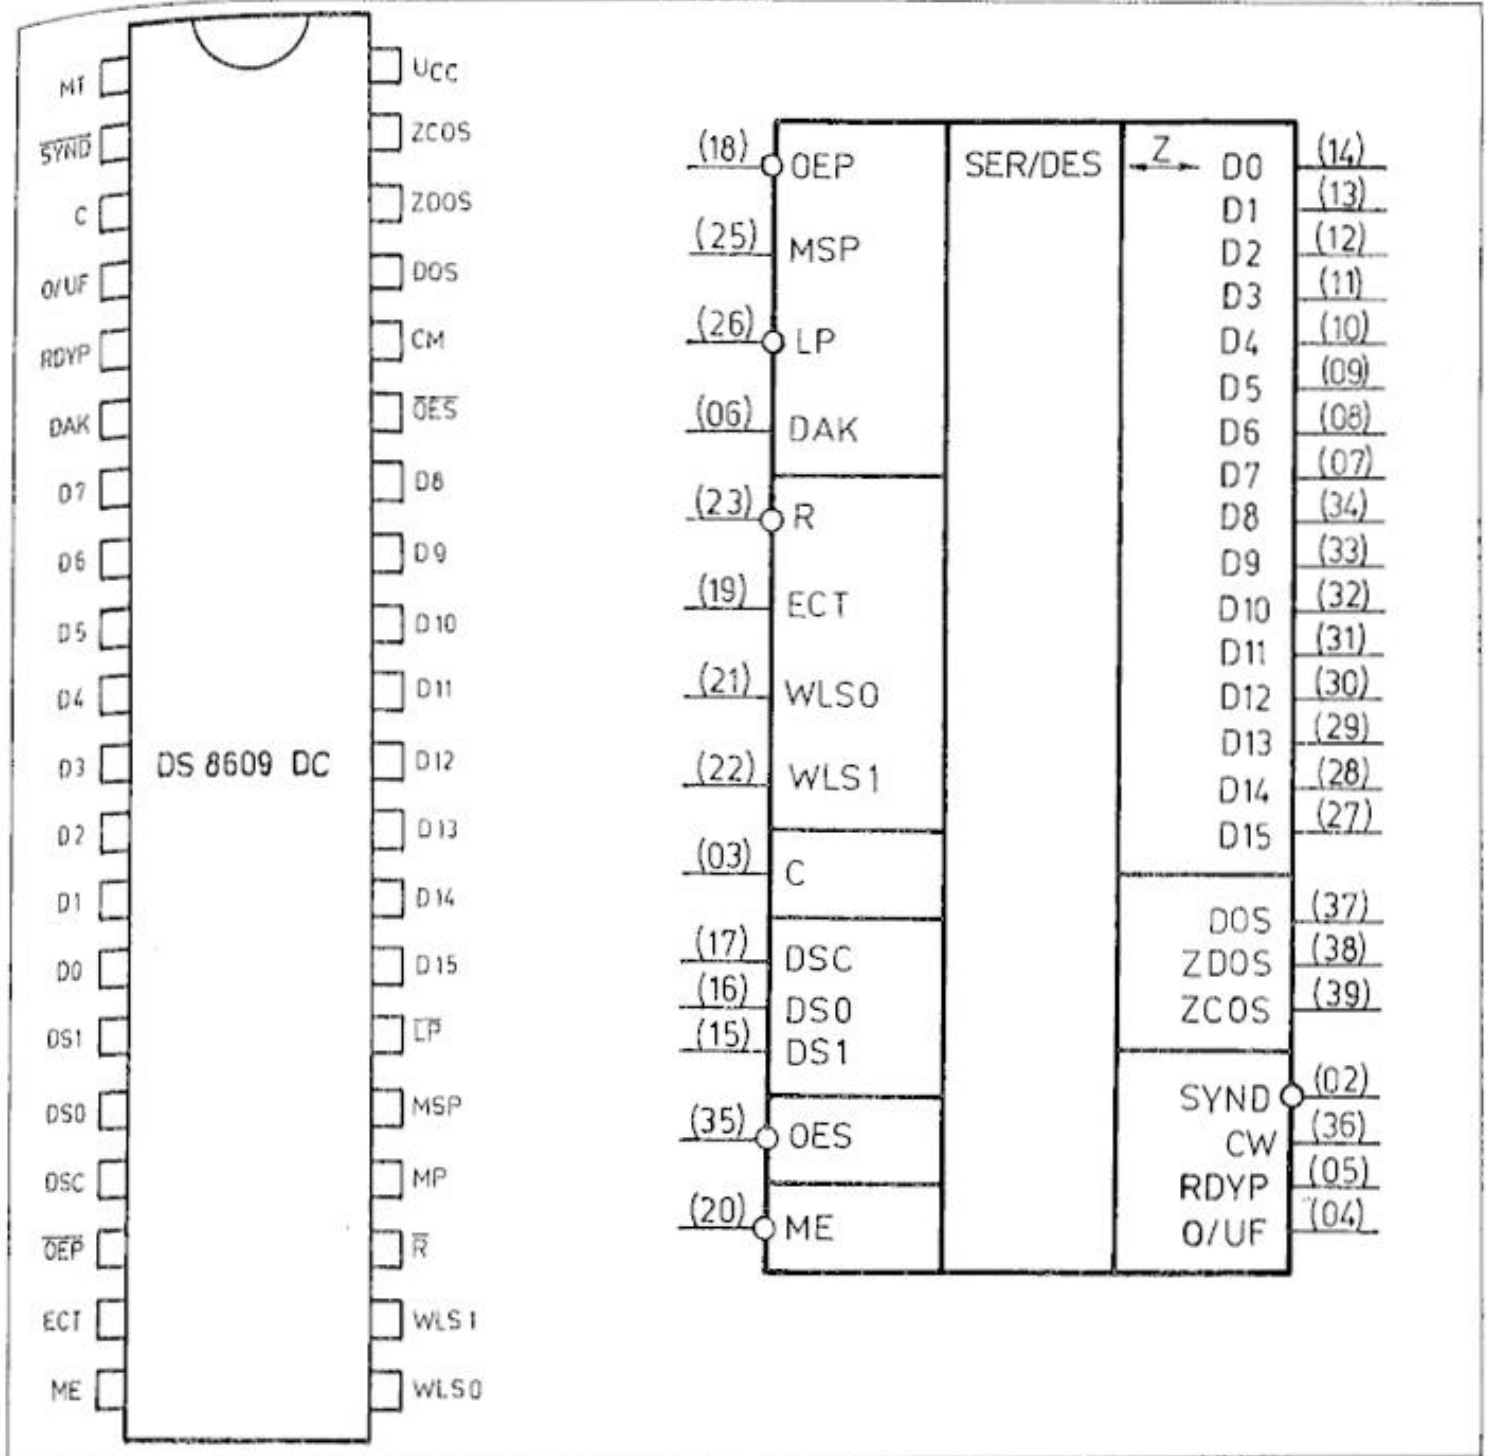 MT
S̅Y̅N̅D̅
C
O/UF
RDYP
DAK
D7
D6
D5
D4
D3
D2
D1
D0
DS1
DS0
DSC
O̅E̅P̅
ECT
ME
DS 8609 DC
UCC
ZCOS
ZDOS
DOS
CM
O̅E̅S̅
D8
D9
D10
D11
D12
D13
D14
D15
L̅P̅
MSP
MP
R̅
WLS1
WLS0
(18) OEP
(25) MSP
(26) LP
(06) DAK
(23) R
(19) ECT
(21) WLS0
(22) WLS1
(03) C
(17) DSC
(16) DS0
(15) DS1
(35) OES
(20) ME
SER/DES
Z
D0 (14)
D1 (13)
D2 (12)
D3 (11)
D4 (10)
D5 (09)
D6 (08)
D7 (07)
D8 (34)
D9 (33)
D10 (32)
D11 (31)
D12 (30)
D13 (29)
D14 (28)
D15 (27)
DOS (37)
ZDOS (38)
ZCOS (39)
SYND (02)
CW (36)
RDYP (05)
O/UF (04)